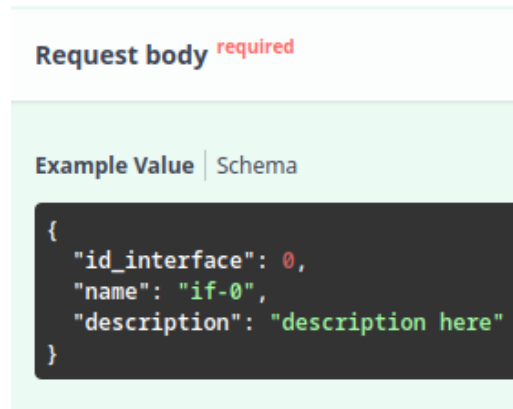 Request body required
Example Value | Schema
{
  "id_interface": 0,
  "name": "if-0",
  "description": "description here"
}